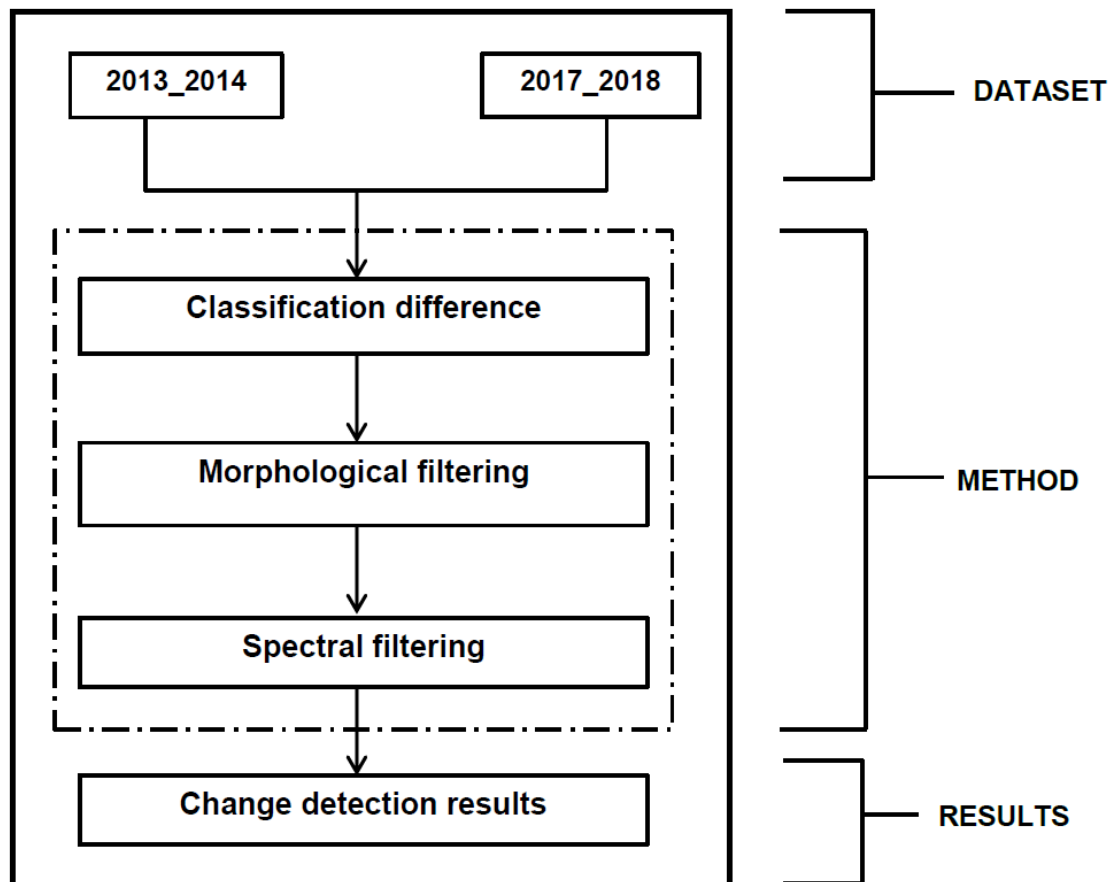 2013_2014
2017_2018
DATASET
Classification difference
Morphological filtering
METHOD
Spectral filtering
Change detection results
RESULTS